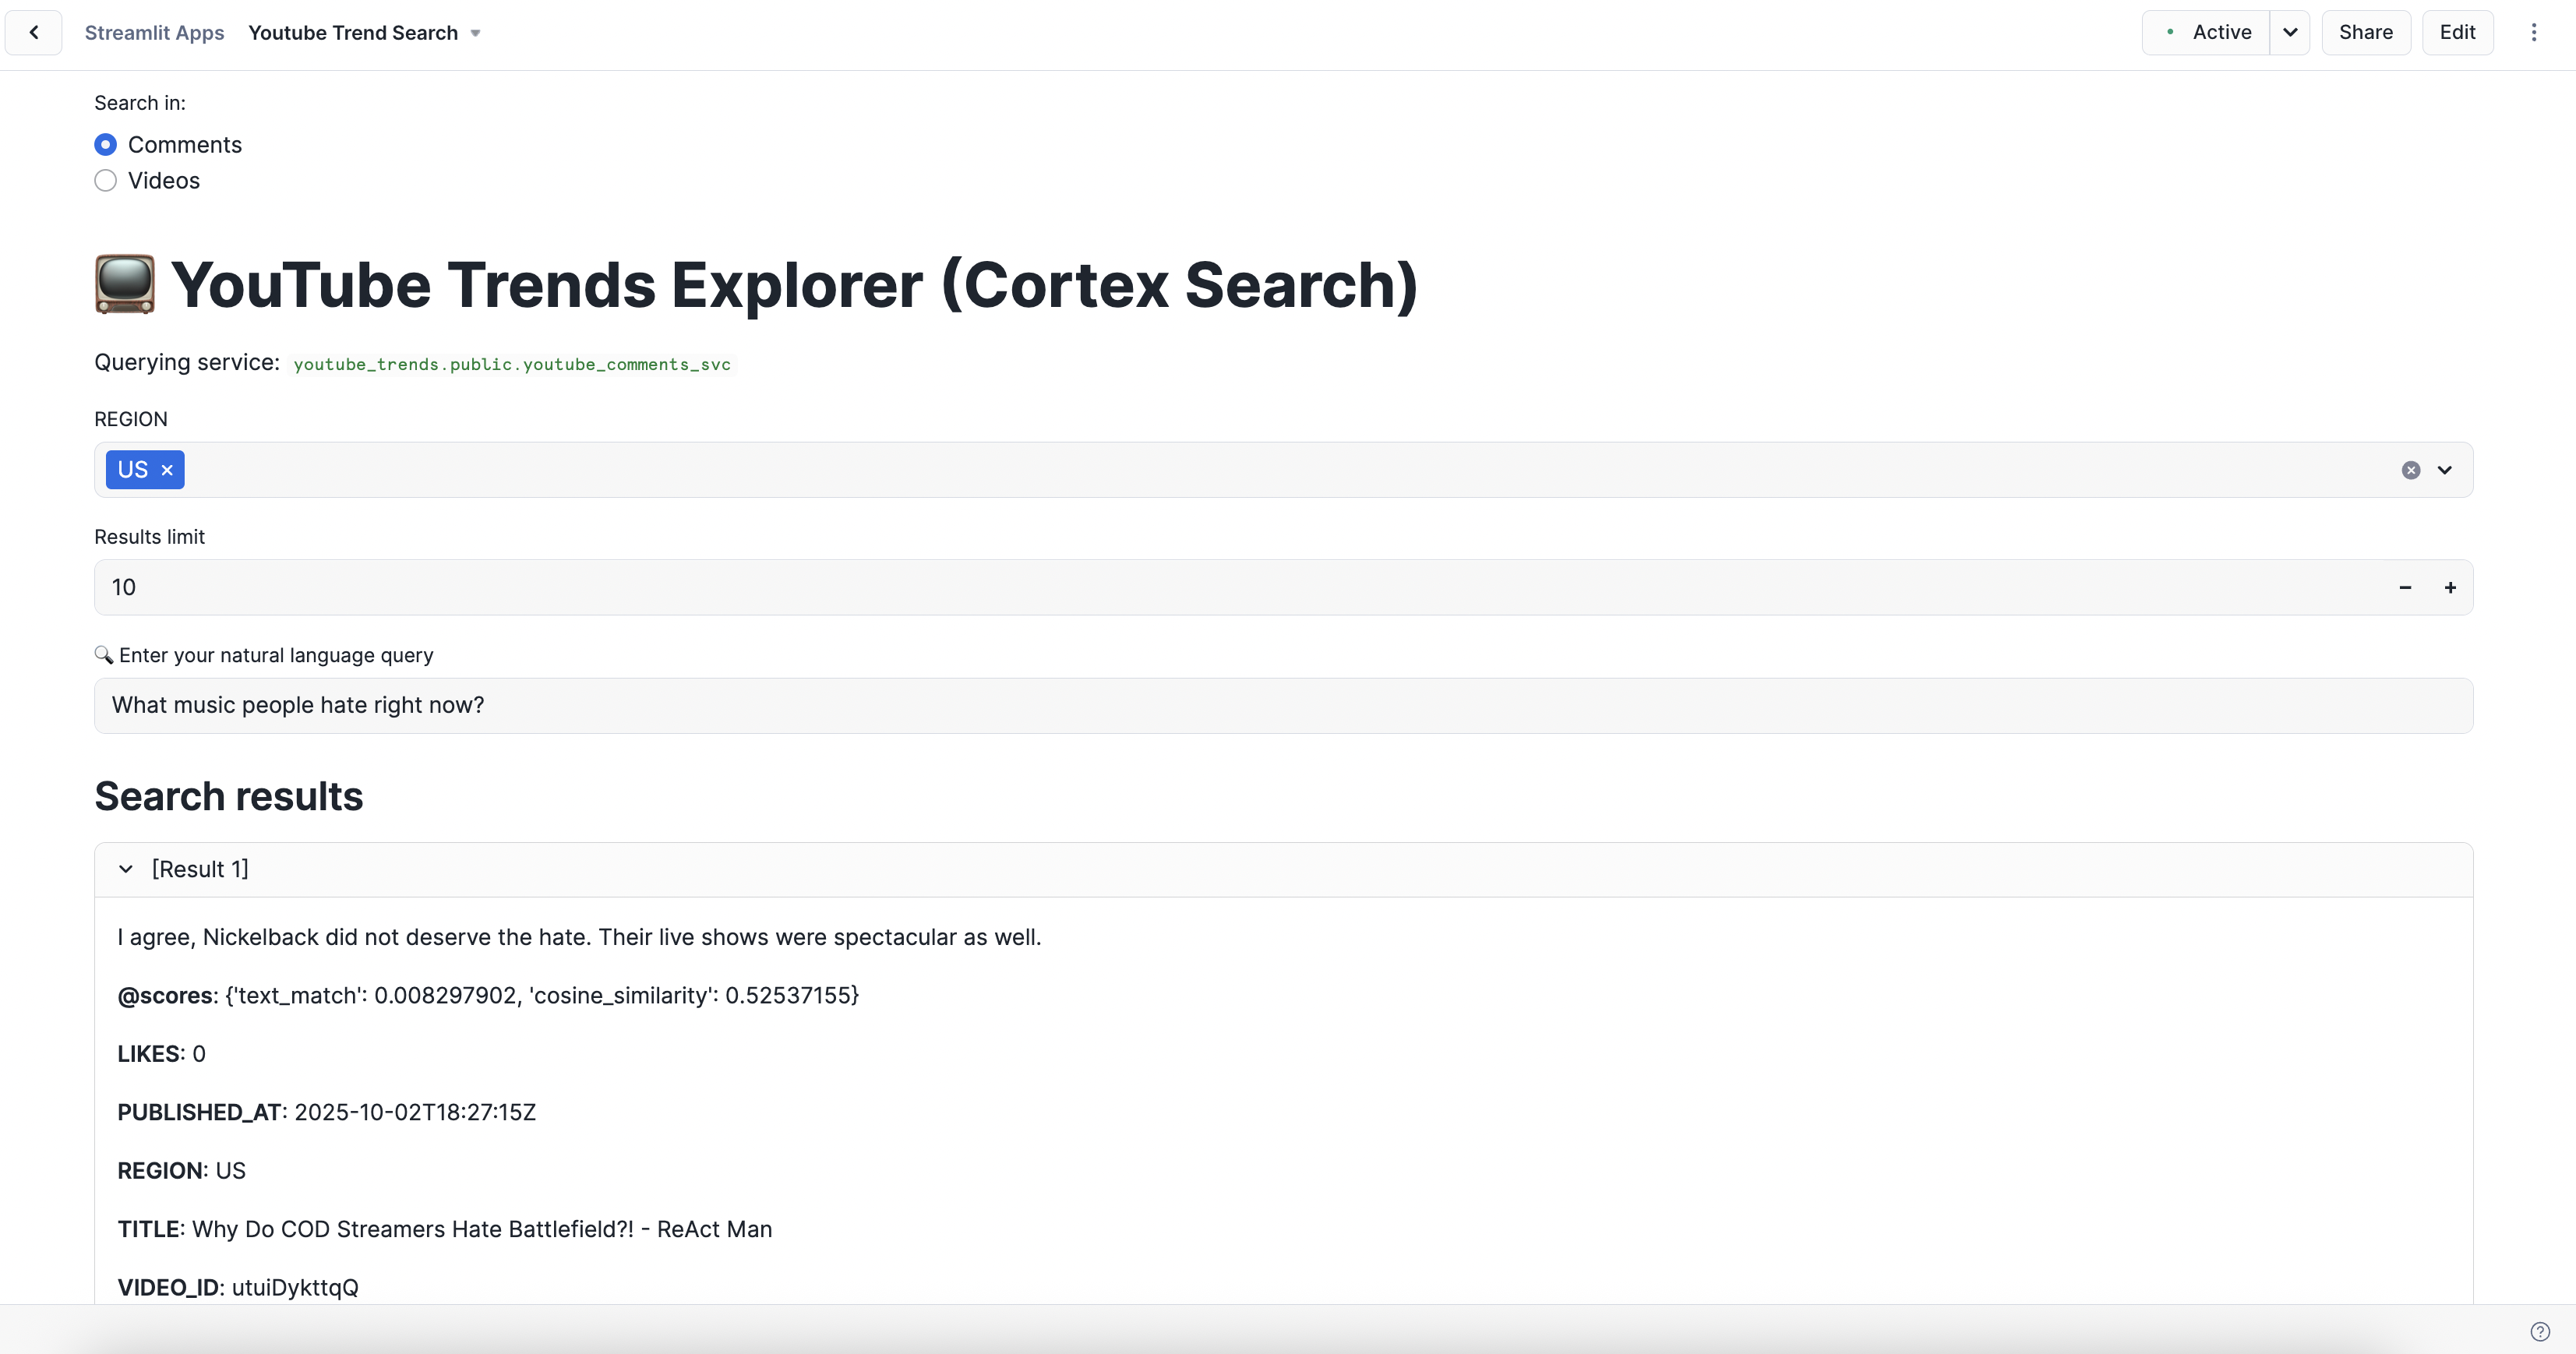 Streamlit Apps Youtube Trend Search
Active Share Edit
Search in:
Comments
Videos
YouTube Trends Explorer (Cortex Search)
Querying service: youtube_trends.public.youtube_comments_svc
REGION
US
Results limit
10
Enter your natural language query
What music people hate right now?
Search results
[Result 1]
I agree, Nickelback did not deserve the hate. Their live shows were spectacular as well.
@scores: {'text_match': 0.008297902, 'cosine_similarity': 0.52537155}
LIKES: 0
PUBLISHED_AT: 2025-10-02T18:27:15Z
REGION: US
TITLE: Why Do COD Streamers Hate Battlefield?! - ReAct Man
VIDEO_ID: utuiDykttqQ